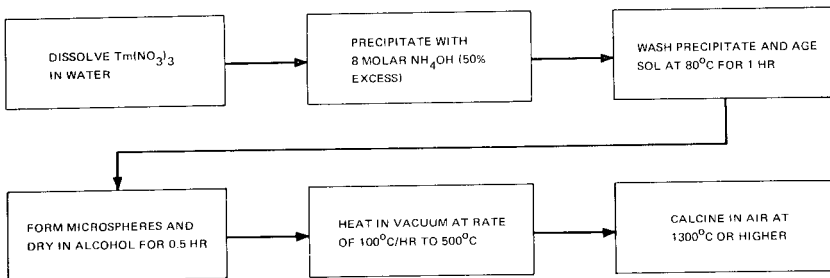 DISSOLVE Tm(NO3)3
IN WATER
PRECIPITATE WITH
8 MOLAR NH4OH (50%
EXCESS)
WASH PRECIPITATE AND AGE
SOL AT 80°C FOR 1 HR
FORM MICROSPHERES AND
DRY IN ALCOHOL FOR 0.5 HR
HEAT IN VACUUM AT RATE
OF 100°C/HR TO 500°C
CALCINE IN AIR AT
1300°C OR HIGHER